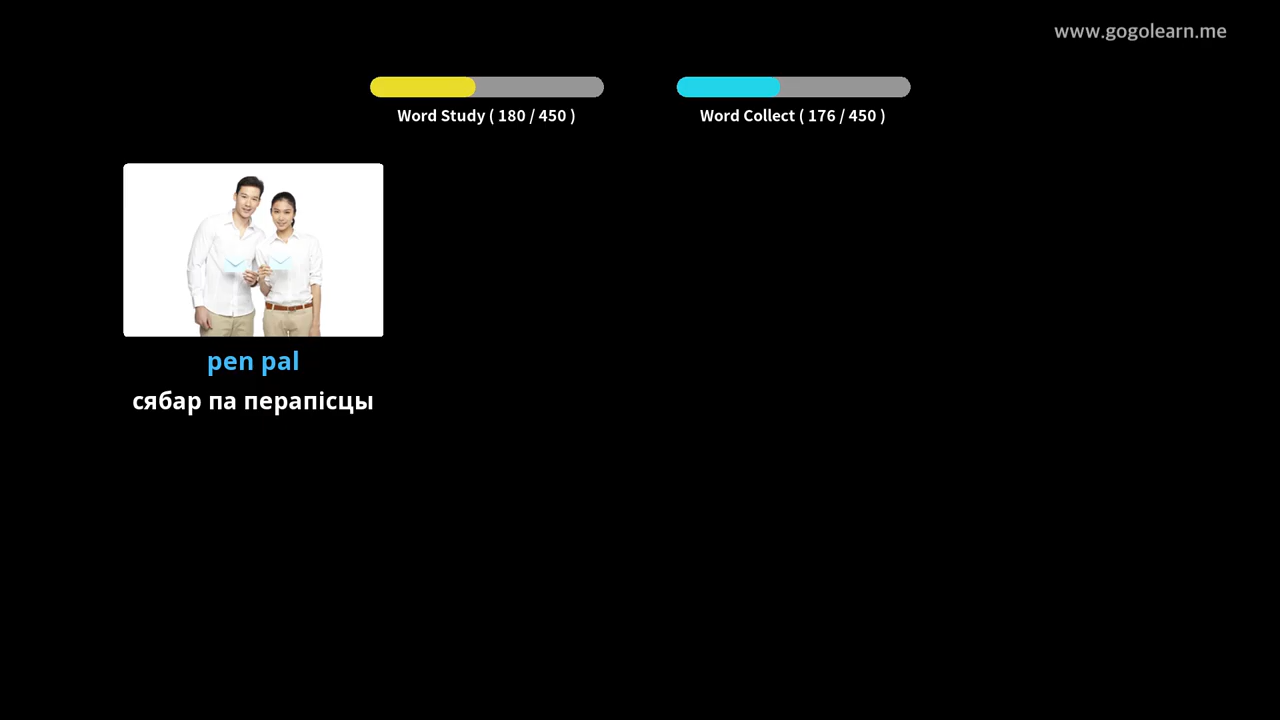 www.gogolearn.me
Word Study ( 180 / 450 )
Word Collect ( 176 / 450 )
pen pal
сябар па перапісцы